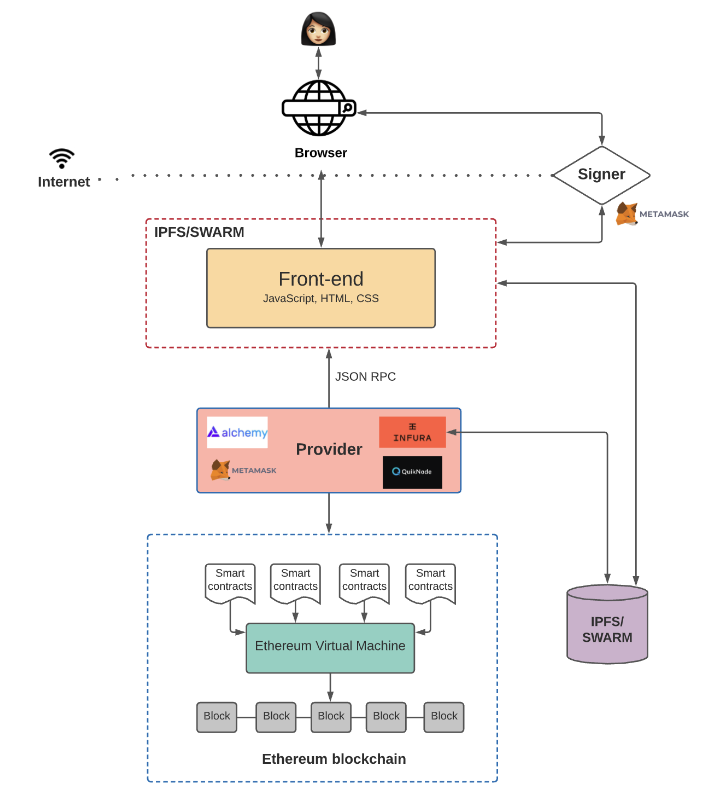 Browser
Internet
Signer
METAMASK
IPFS/SWARM
Front-end
JavaScript, HTML, CSS
JSON RPC
alchemy
INFURA
Provider
METAMASK
QuikNode
Smart
contracts
Smart
contracts
Smart
contracts
Smart
contracts
Ethereum Virtual Machine
IPFS/
SWARM
Block
Block
Block
Block
Block
Ethereum blockchain